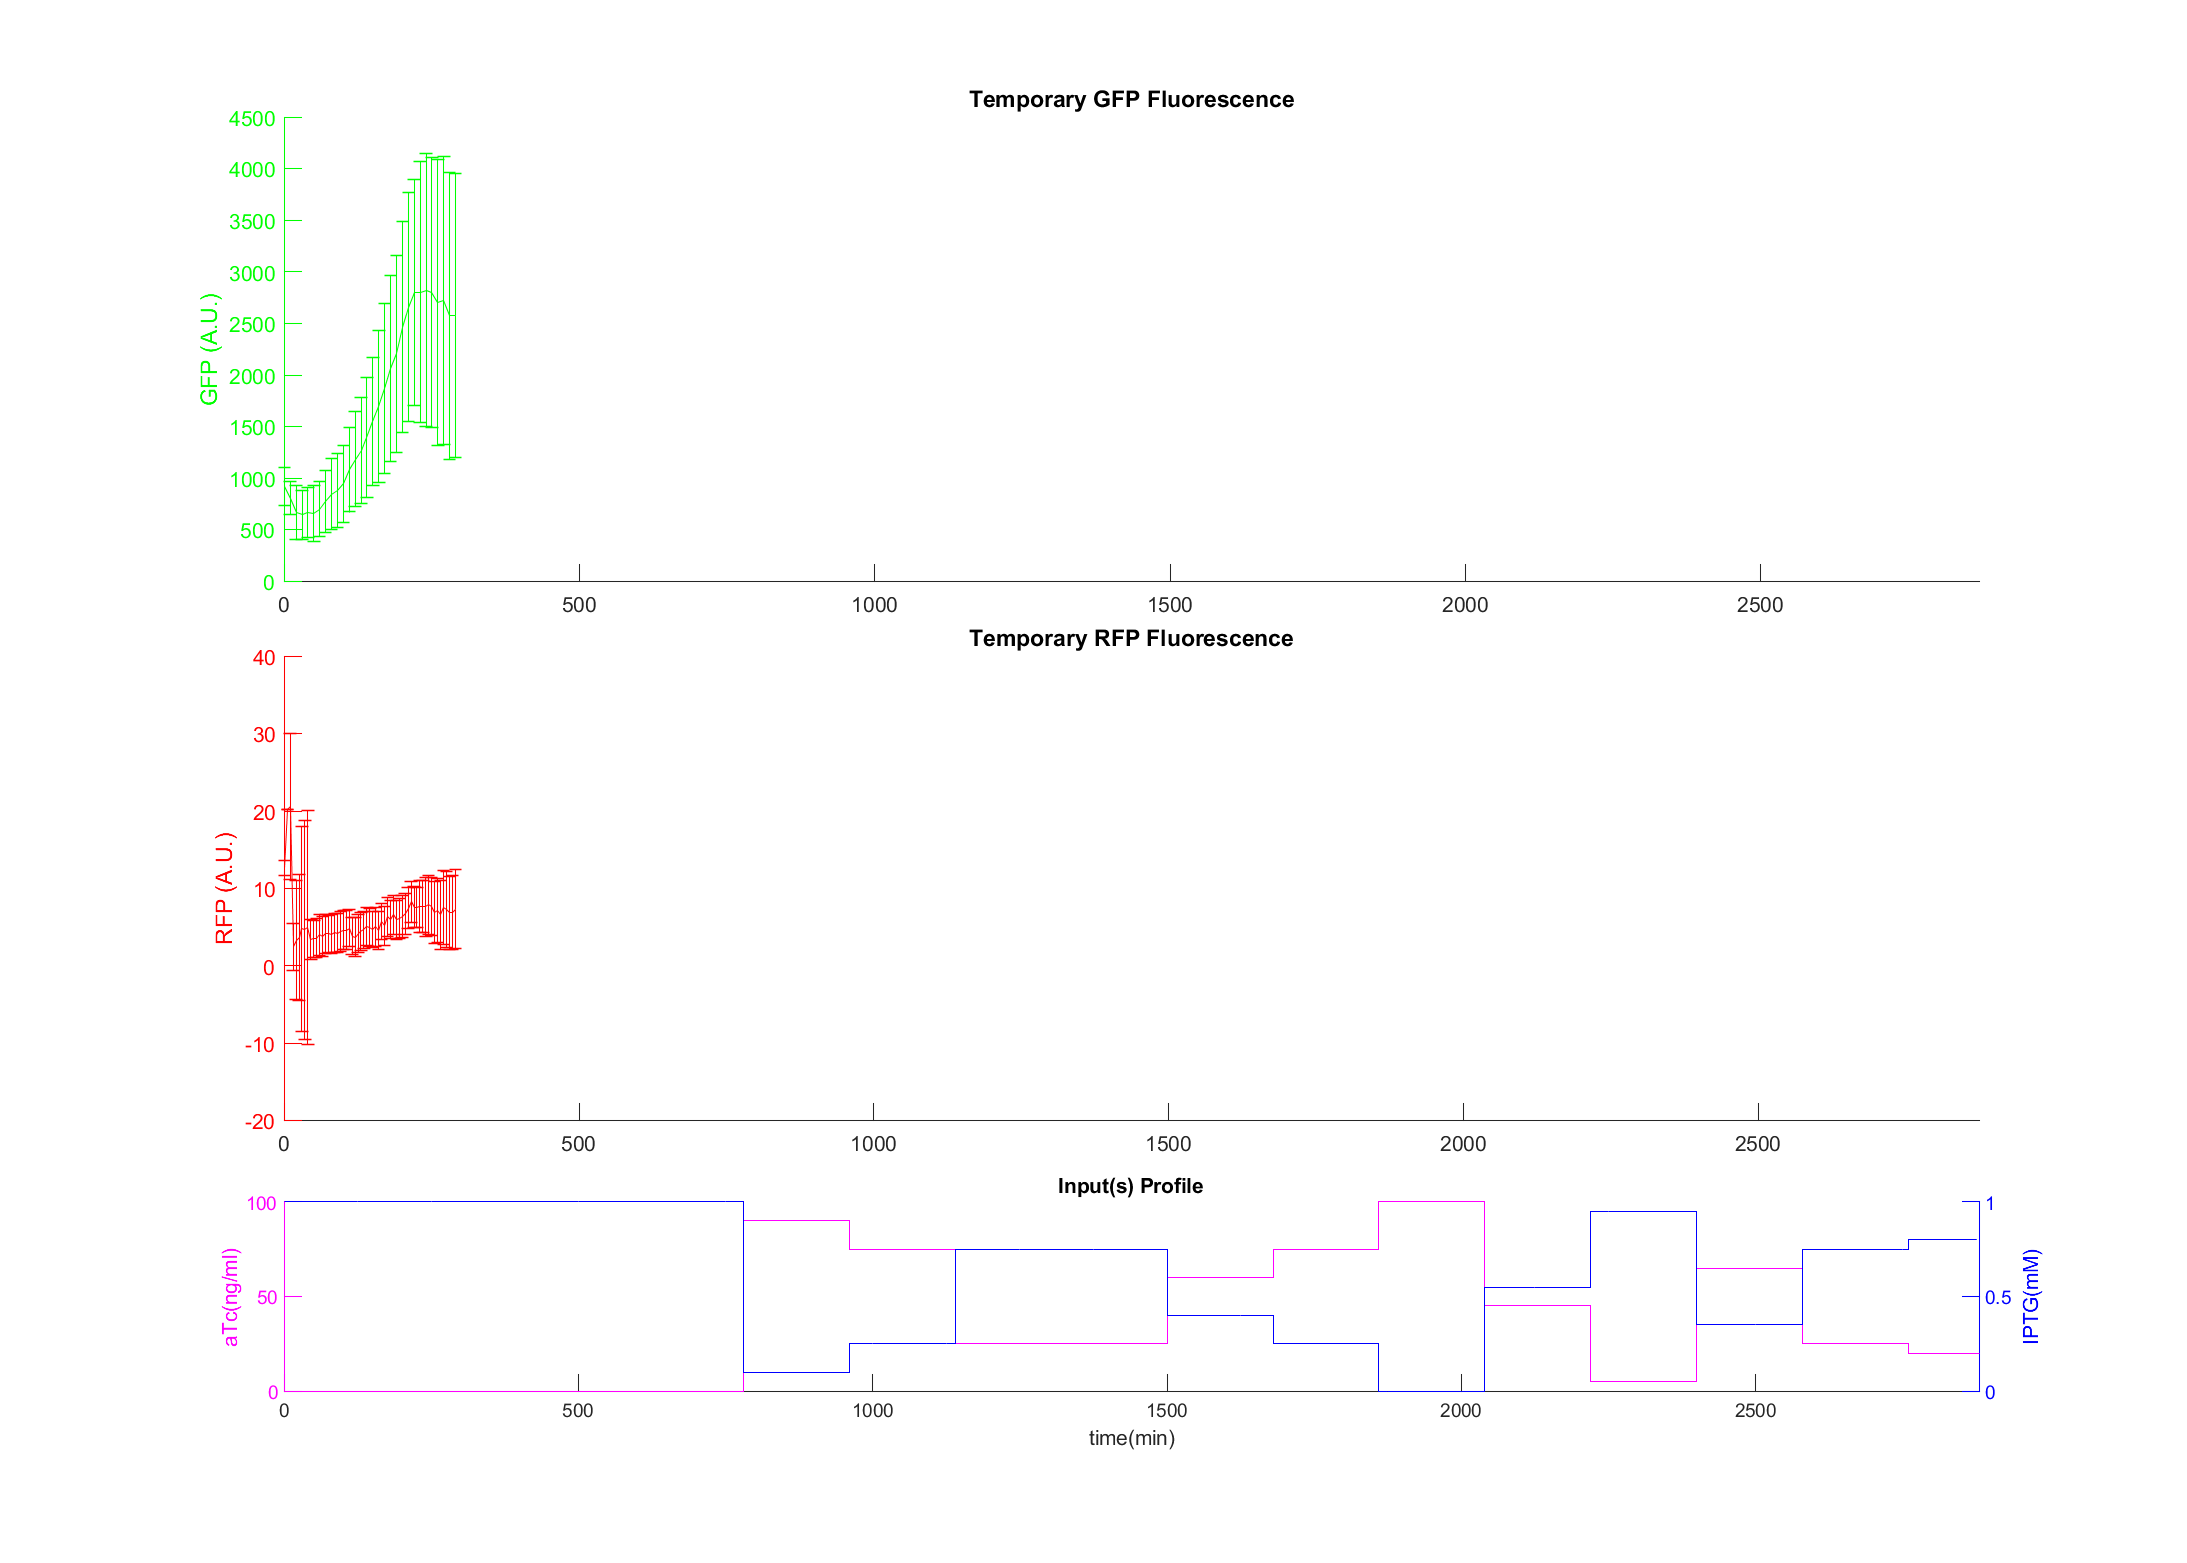 Temporary GFP Fluorescence
4500
4000
3500
3000
2500
2000
1500
1000
500
0
GFP (A.U.)
0 500 1000 1500 2000 2500
Temporary RFP Fluorescence
40
30
20
10
0
-10
-20
RFP (A.U.)
0 500 1000 1500 2000 2500
Input(s) Profile
100
50
0
aTc(ng/ml)
1
0.5
0
IPTG(mM)
0 500 1000 1500 2000 2500
time(min)